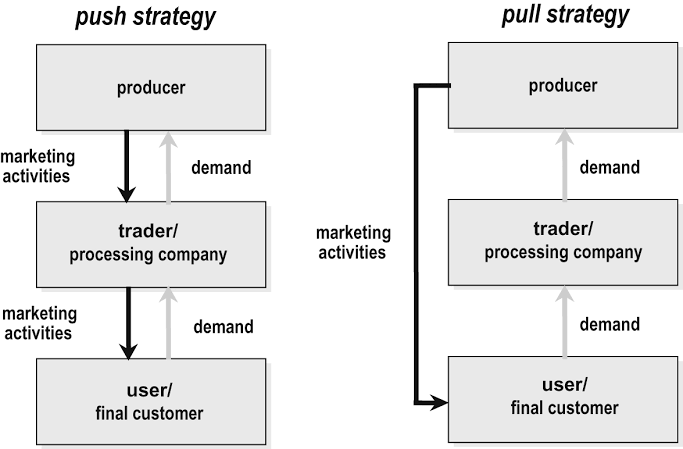 push strategy
producer
marketing
activities
demand
trader/
processing company
marketing
activities
demand
user/
final customer
pull strategy
producer
demand
marketing
activities
trader/
processing company
demand
user/
final customer